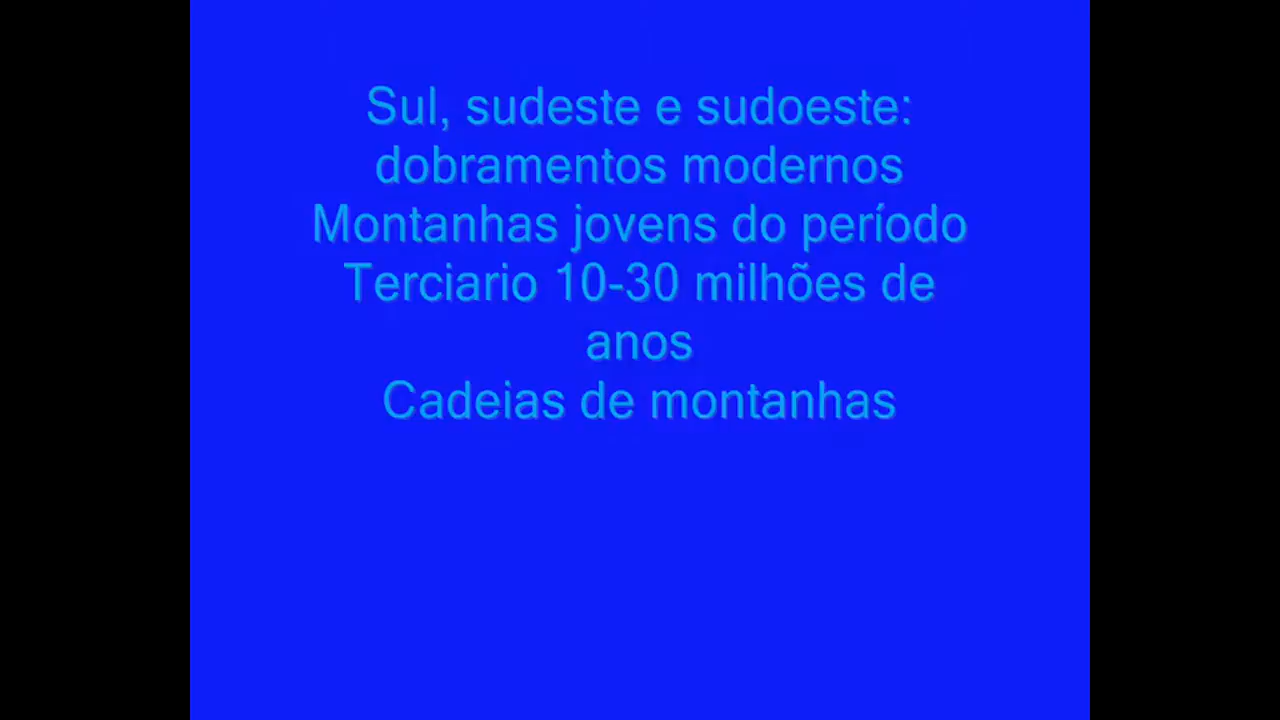 Sul, sudeste e sudoeste:
dobramentos modernos
Montanhas jovens do período
Terciario 10-30 milhões de
anos
Cadeias de montanhas